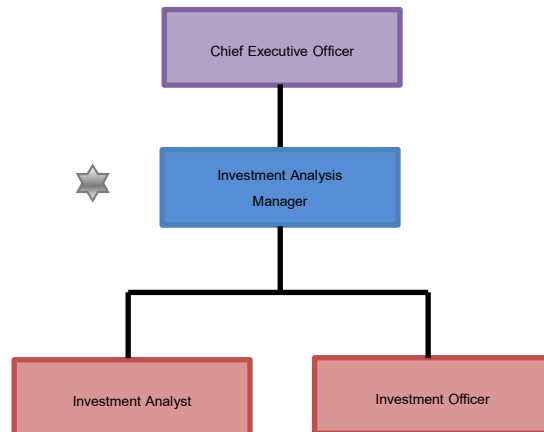 Chief Executive Officer
Investment Analysis
Manager
Investment Analyst
Investment Officer